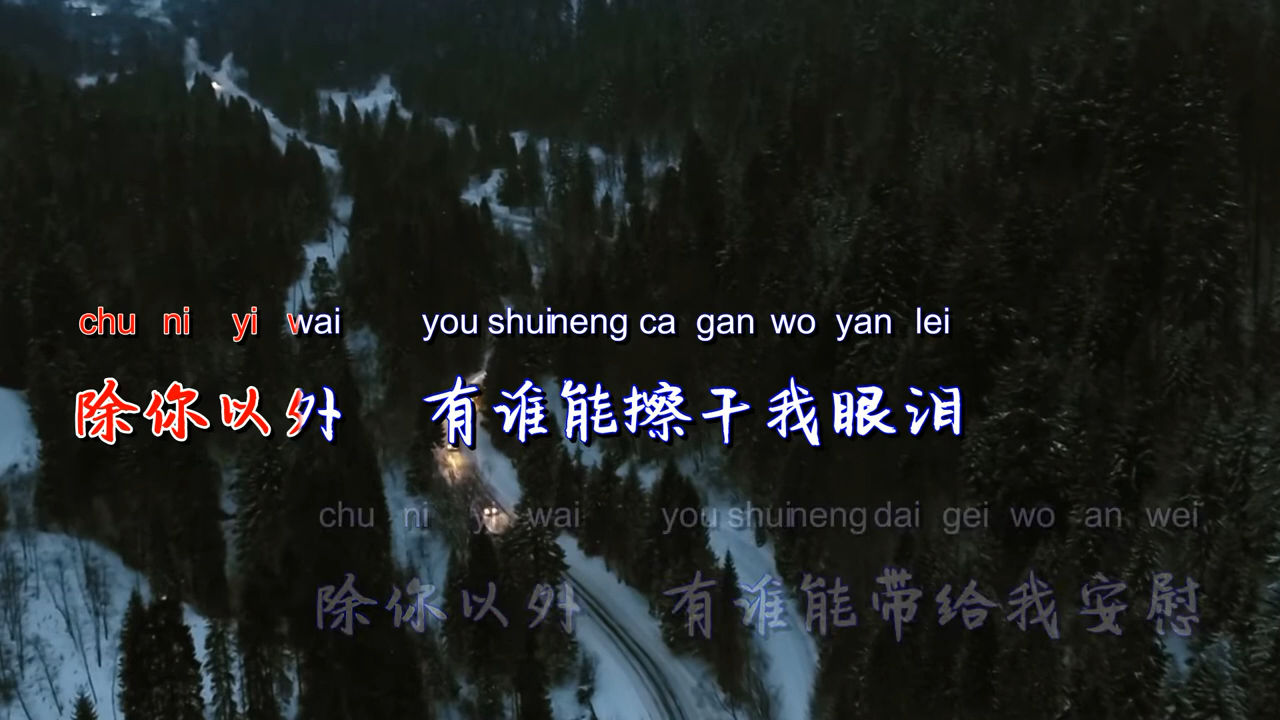 chu ni yi wai you shuineng ca gan wo yan lei
除你以外 有谁能擦干我眼泪
chu ni yi wai you shuineng dai gei wo an wei
除你以外 有谁能带给我安慰